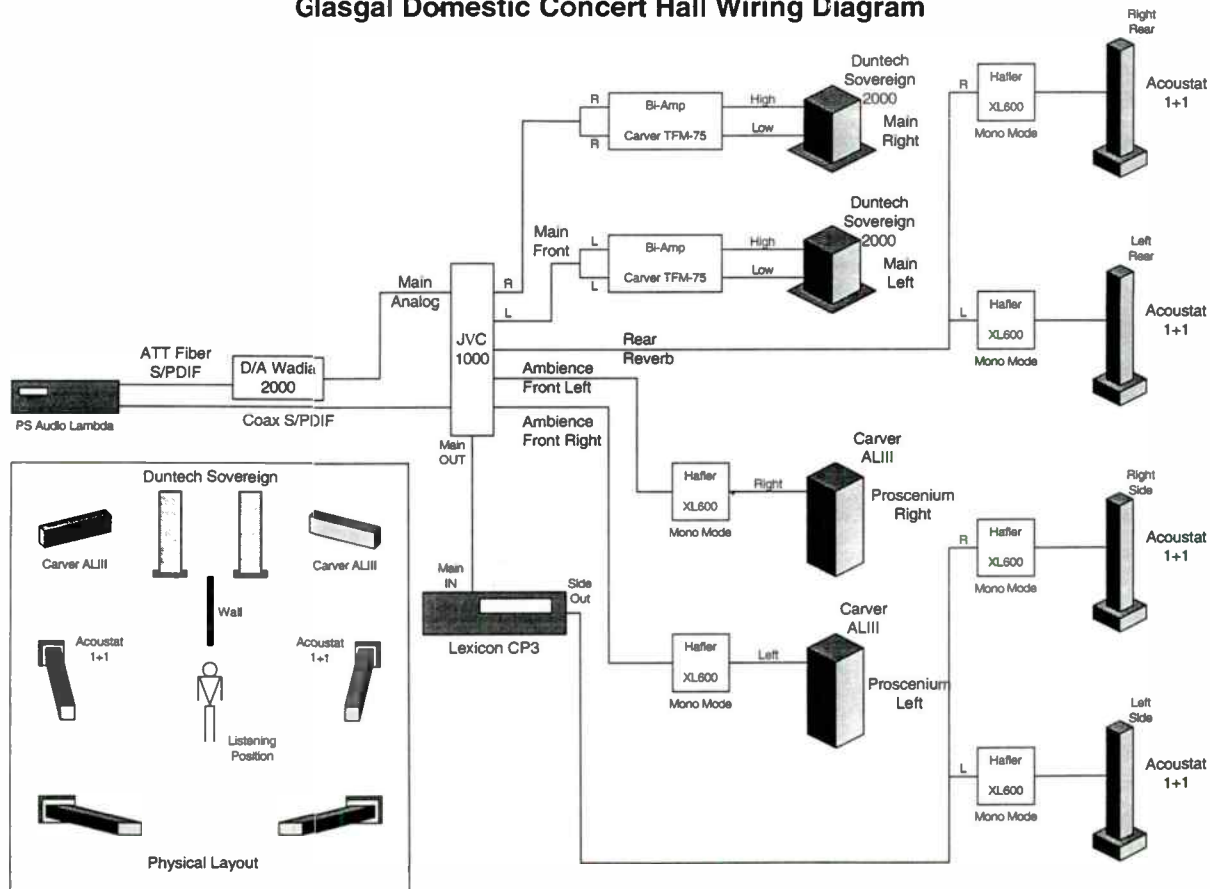 Glasgal Domestic Concert Hall Wiring Diagram
Right
Rear
R
Hafler
XL600
Mono Mode
Acoustat
1+1
Duntech
Sovereign
2000
Main
Right
R
R
Bi-Amp
Carver TFM-75
High
Low
Duntech
Sovereign
2000
Main
Left
Main
Front
L
L
Bi-Amp
Carver TFM-75
High
Low
Left
Rear
L
Hafler
XL600
Mono Mode
Acoustat
1+1
Main
Analog
R
L
JVC
1000
Rear
Reverb
ATT Fiber
S/PDIF
D/A Wadia
2000
Ambience
Front Left
PS Audio Lambda
Coax S/PDIF
Ambience
Front Right
Main
OUT
Hafler
XL600
Mono Mode
Right
Carver
ALIII
Proscenium
Right
Right
Side
R
Hafler
XL600
Mono Mode
Acoustat
1+1
Main
IN
Side
Out
Lexicon CP3
Hafler
XL600
Mono Mode
Left
Carver
ALIII
Proscenium
Left
Left
Side
L
Hafler
XL600
Mono Mode
Acoustat
1+1
Duntech Sovereign
Carver ALIII
Carver ALIII
Wall
Acoustat
1+1
Acoustat
1+1
Listening
Position
Physical Layout